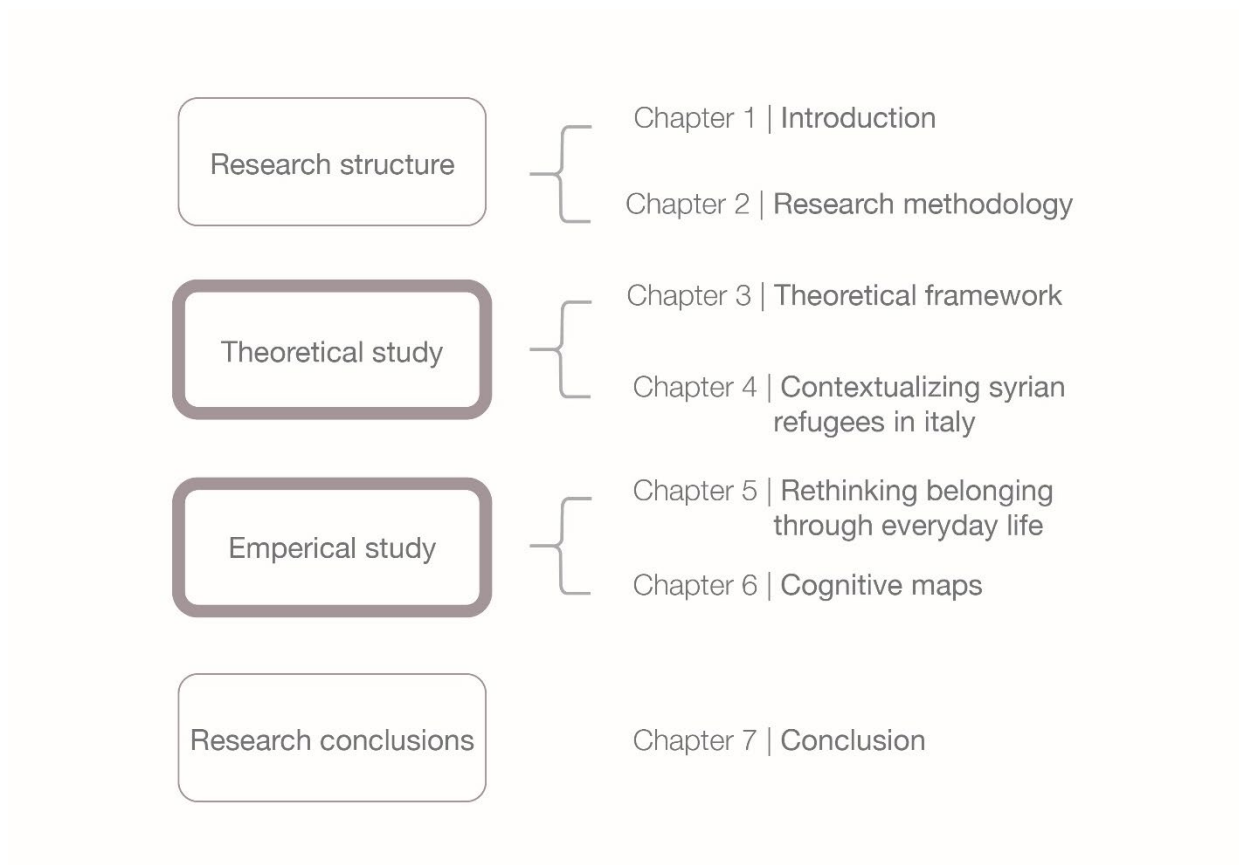 Research structure
Chapter 1 | Introduction
Chapter 2 | Research methodology
Theoretical study
Chapter 3 | Theoretical framework
Chapter 4 | Contextualizing syrian
refugees in italy
Emperical study
Chapter 5 | Rethinking belonging
through everyday life
Chapter 6 | Cognitive maps
Research conclusions
Chapter 7 | Conclusion